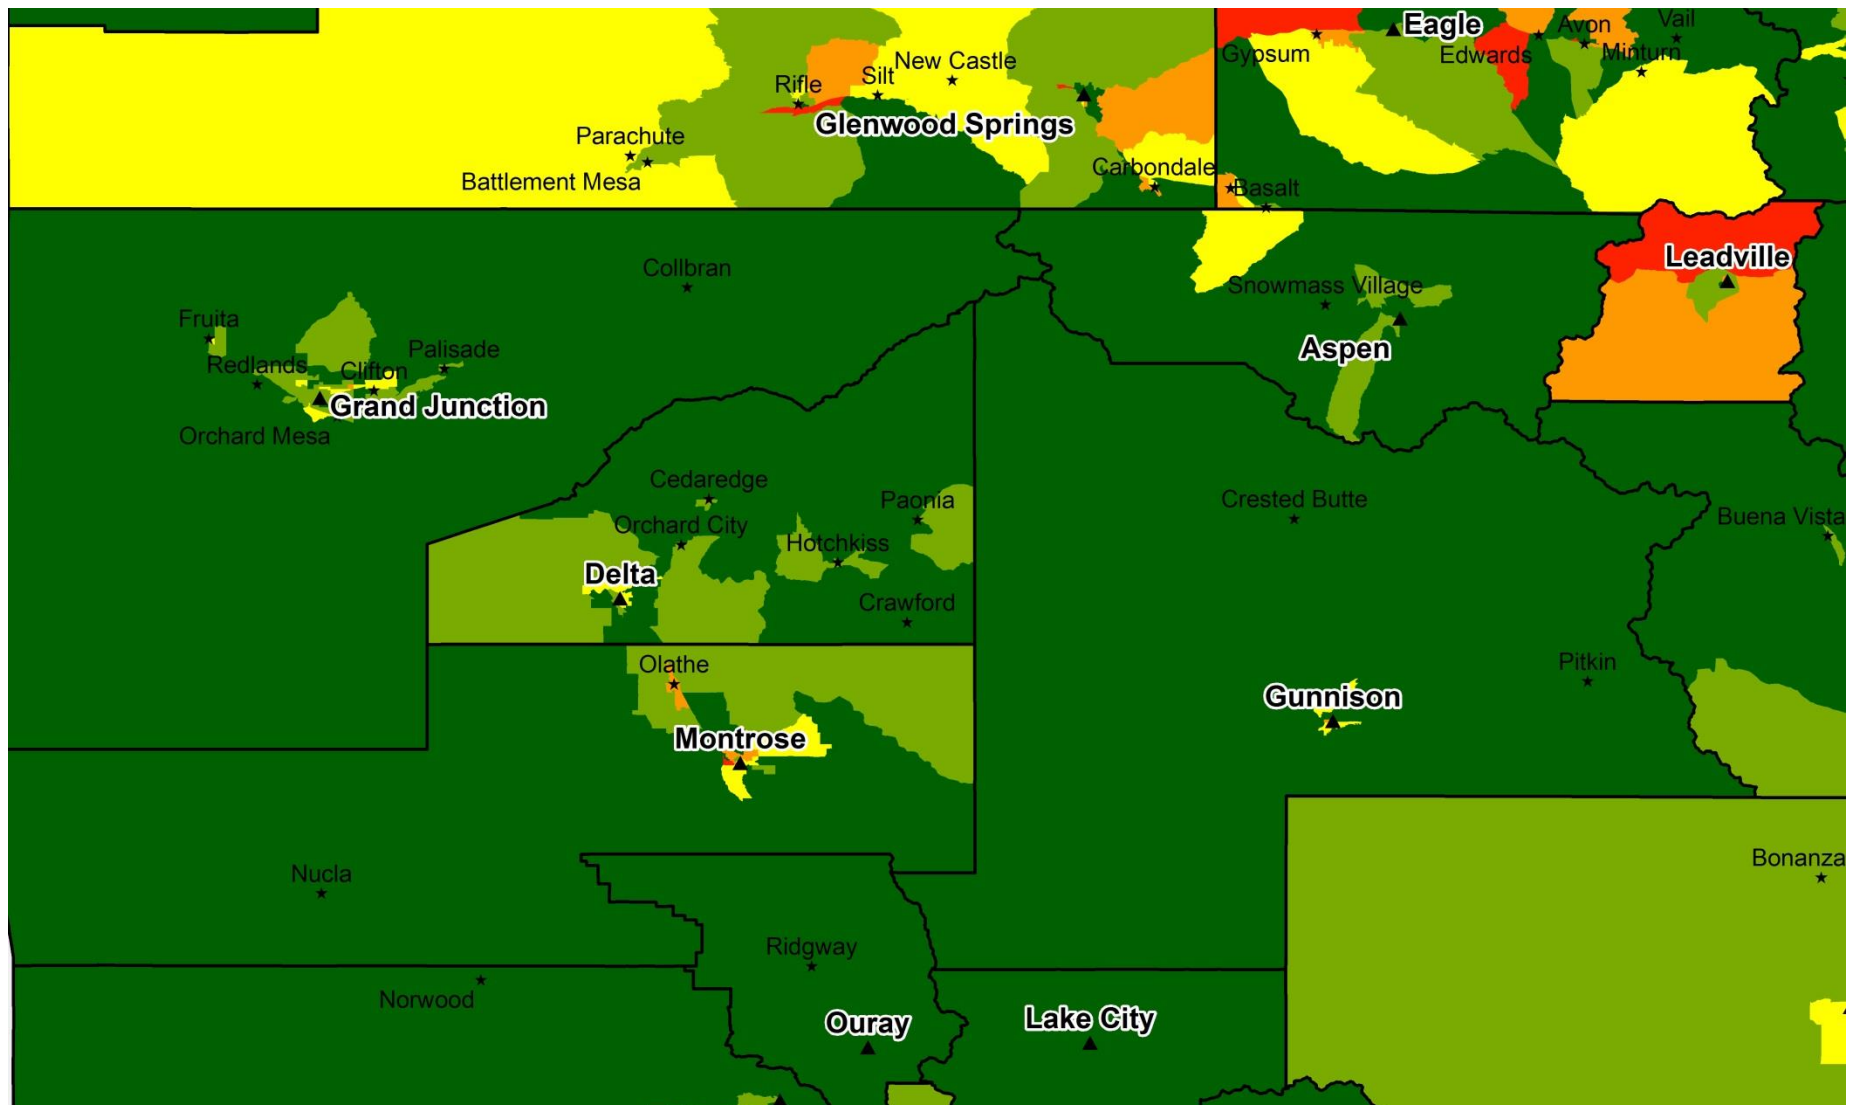 Eagle
Avon
Vail
Gypsum
Edwards
Minturn
New Castle
Silt
Rifle
Glenwood Springs
Parachute
Battlement Mesa
Carbondale
Basalt
Collbran
Leadville
Snowmass Village
Aspen
Fruita
Palisade
Redlands
Clifton
Grand Junction
Orchard Mesa
Cedaredge
Paonia
Crested Butte
Orchard City
Buena Vista
Hotchkiss
Delta
Crawford
Olathe
Pitkin
Gunnison
Montrose
Nucla
Bonanza
Ridgway
Norwood
Ouray
Lake City